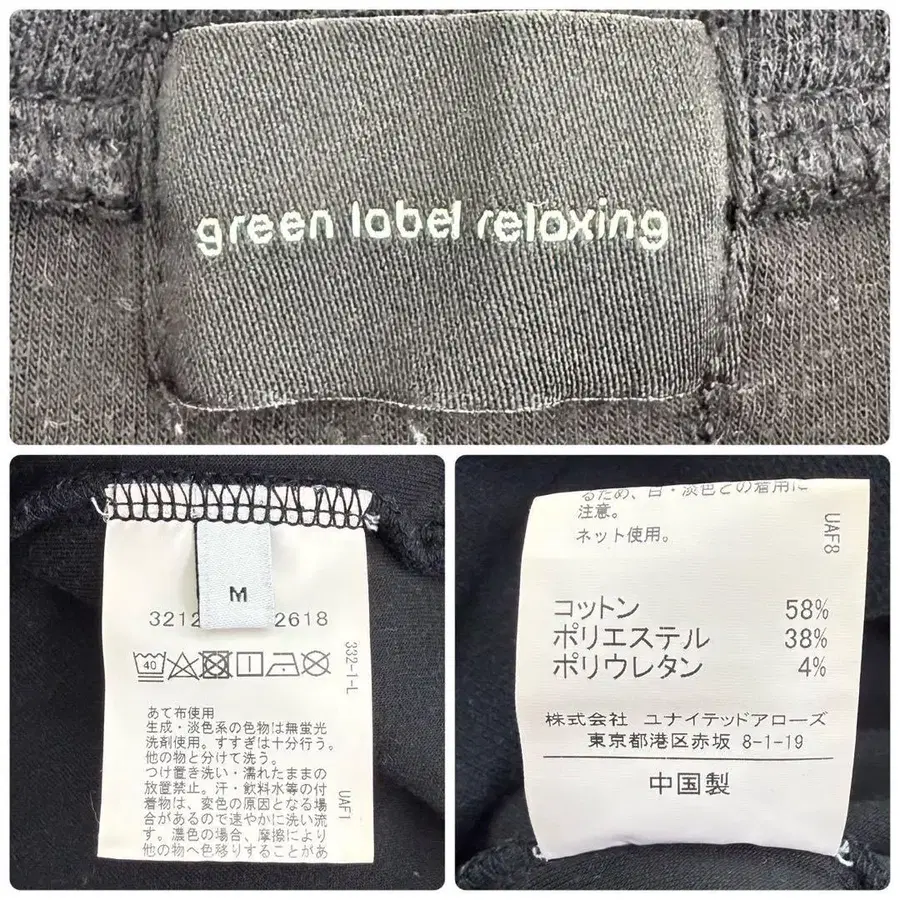 green label relaxing
M
3212 2618
40
332-1-L
あて布使用
生成・淡色系の色物は無蛍光
洗剤使用。すすぎは十分行う。
他の物と分けて洗う。
つけ置き洗い・濡れたままの
放置禁止。汗・飲料水等の付
着物は、変色の原因となる場
合があるので速やかに洗い流
す。濃色の場合、摩擦により
他の物へ色移りすることがあ
UAF1
るため、白・淡色との着用に
注意。
ネット使用。
UAF8
コットン 58%
ポリエステル 38%
ポリウレタン 4%
株式会社 ユナイテッドアローズ
東京都港区赤坂 8-1-19
中国製